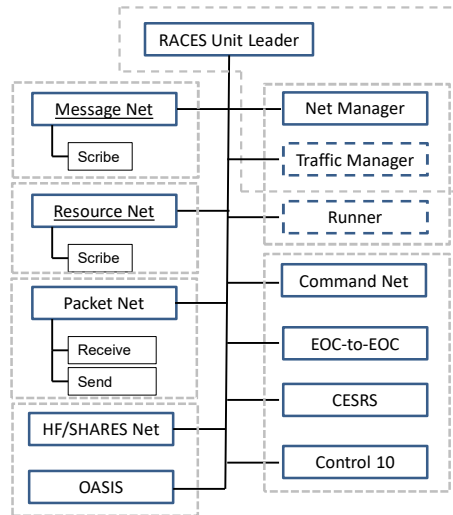 RACES Unit Leader
Message Net
Scribe
Resource Net
Scribe
Packet Net
Receive
Send
HF/SHARES Net
OASIS
Net Manager
Traffic Manager
Runner
Command Net
EOC-to-EOC
CESRS
Control 10